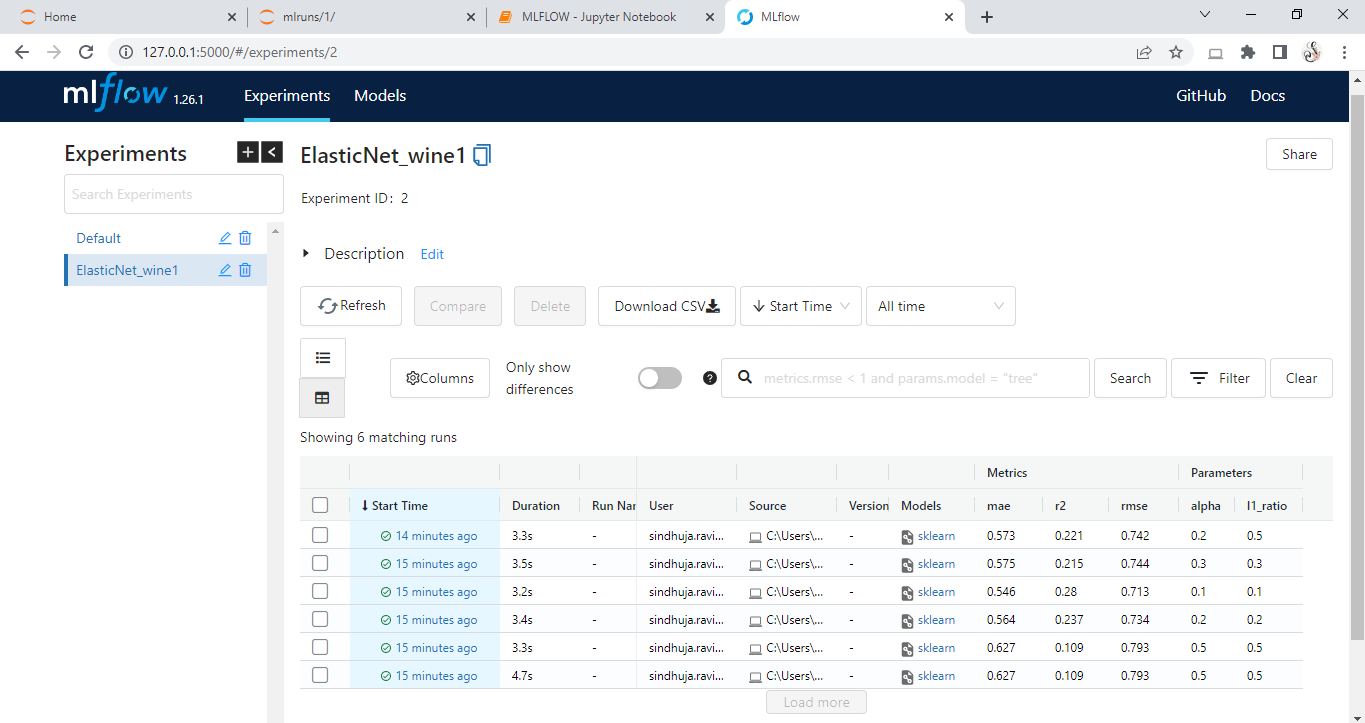 Home
mlruns/1/
MLFLOW - Jupyter Notebook
MLflow
127.0.0.1:5000/#/experiments/2
mlflow 1.26.1 Experiments Models GitHub Docs
Experiments
Search Experiments
Default
ElasticNet_wine1
ElasticNet_wine1
Share
Experiment ID: 2
Description Edit
Refresh Compare Delete Download CSV Start Time All time
Columns Only show differences metrics.rmse < 1 and params.model = "tree" Search Filter Clear
Showing 6 matching runs
Metrics Parameters
Start Time Duration Run Nar User Source Version Models mae r2 rmse alpha l1_ratio
14 minutes ago 3.3s - sindhuja.ravi... C:\Users\... - sklearn 0.573 0.221 0.742 0.2 0.5
15 minutes ago 3.5s - sindhuja.ravi... C:\Users\... - sklearn 0.575 0.215 0.744 0.3 0.3
15 minutes ago 3.2s - sindhuja.ravi... C:\Users\... - sklearn 0.546 0.28 0.713 0.1 0.1
15 minutes ago 3.4s - sindhuja.ravi... C:\Users\... - sklearn 0.564 0.237 0.734 0.2 0.2
15 minutes ago 3.3s - sindhuja.ravi... C:\Users\... - sklearn 0.627 0.109 0.793 0.5 0.5
15 minutes ago 4.7s - sindhuja.ravi... C:\Users\... - sklearn 0.627 0.109 0.793 0.5 0.5
Load more